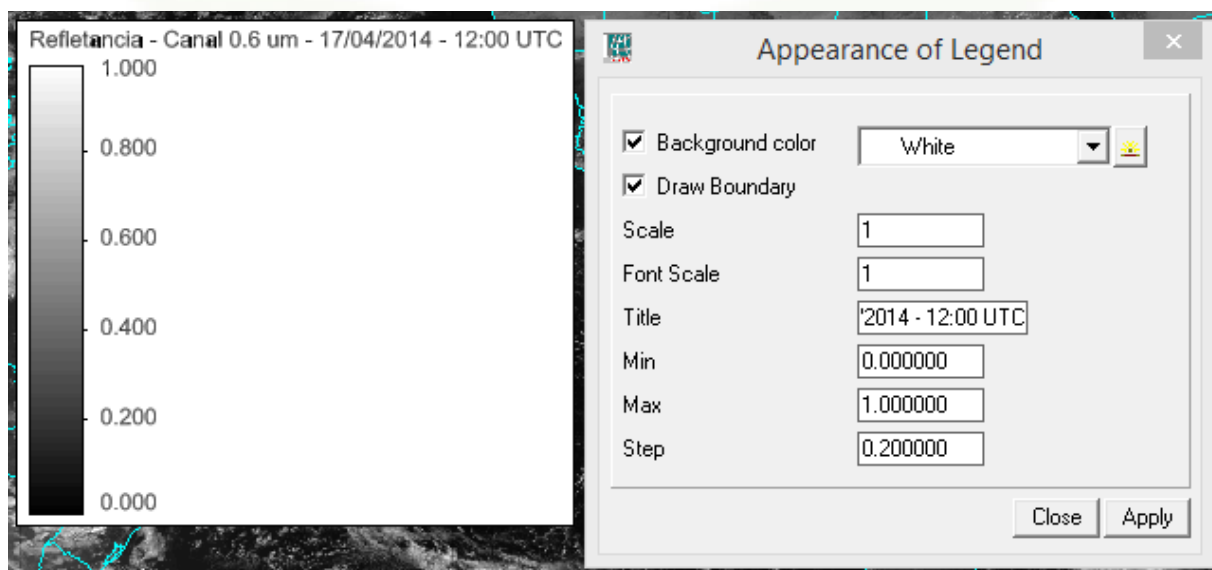 Refletancia - Canal 0.6 um - 17/04/2014 - 12:00 UTC
1.000
0.800
0.600
0.400
0.200
0.000
Appearance of Legend
Background color White
Draw Boundary
Scale 1
Font Scale 1
Title '2014 - 12:00 UTC
Min 0.000000
Max 1.000000
Step 0.200000
Close Apply